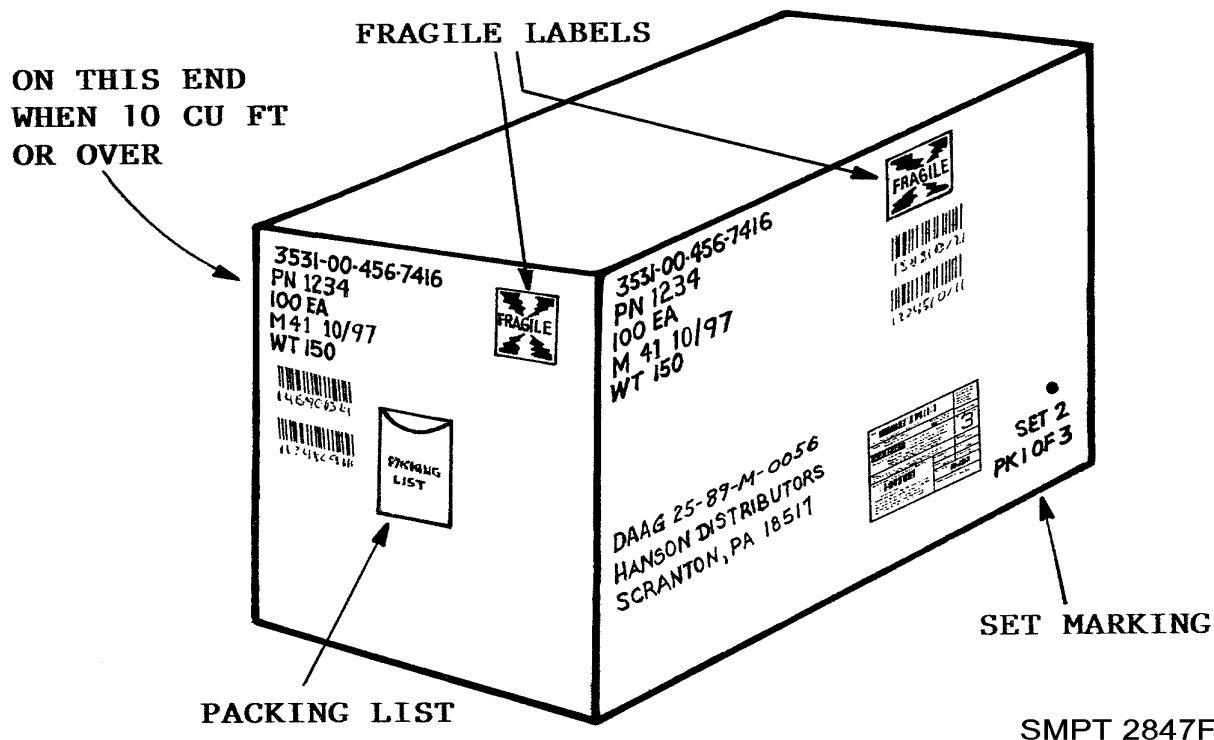 FRAGILE LABELS
ON THIS END
WHEN 10 CU FT
OR OVER
3531-00-456-7416
PN 1234
100 EA
M 41 10/97
WT 150
FRAGILE
PACKING
LIST
3531-00-456-7416
PN 1234
100 EA
M 41 10/97
WT 150
FRAGILE
DAAG 25-89-M-0056
HANSON DISTRIBUTORS
SCRANTON, PA 18517
3
SET 2
PK 1 OF 3
SET MARKING
PACKING LIST
SMPT 2847F